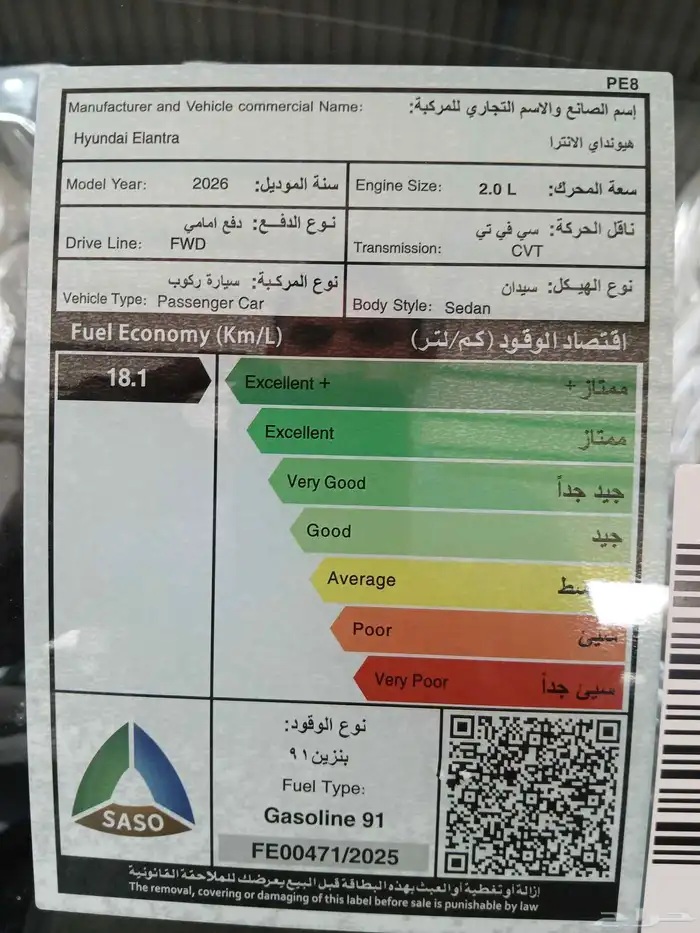 PE8
Manufacturer and Vehicle commercial Name: إسم الصانع والاسم التجاري للمركبة:
Hyundai Elantra هيونداي الانترا
Model Year: 2026 سنة الموديل:
Engine Size: 2.0 L سعة المحرك:
نوع الدفع: دفع امامي
Drive Line: FWD
ناقل الحركة: سي في تي
Transmission: CVT
نوع المركبة: سيارة ركوب
Vehicle Type: Passenger Car
نوع الهيكل: سيدان
Body Style: Sedan
Fuel Economy (Km/L) اقتصاد الوقود (كم/لتر)
18.1
Excellent + ممتاز +
Excellent ممتاز
Very Good جيد جداً
Good جيد
Average
Poor سيئ
Very Poor سيئ جداً
SASO
نوع الوقود:
بنزين ٩١
Fuel Type:
Gasoline 91
FE00471/2025
إزالة أو تغطية أو العبث بهذه البطاقة قبل البيع يعرضك للملاحقة القانونية
The removal, covering or damaging of this label before sale is punishable by law
حراج